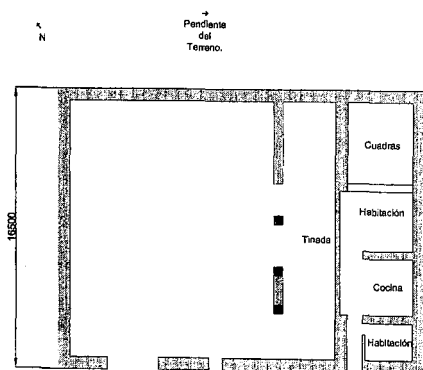 N
Pendiente
del
Terreno.
16500
Cuadras
Habitación
Tinada
Cocina
Habitación